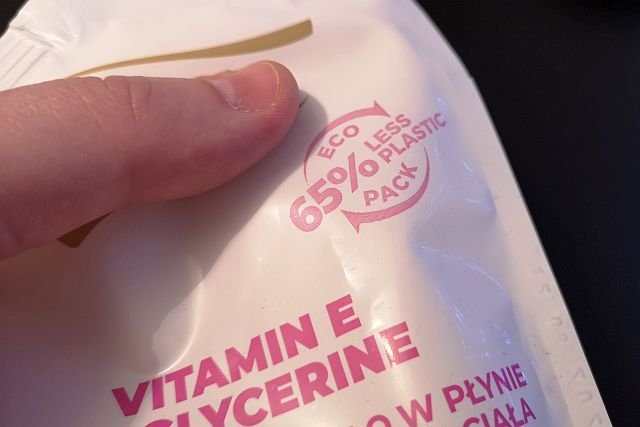 ECO
65% LESS
PLASTIC
PACK
VITAMIN E
GLYCERINE
W PŁYNIE
CIAŁA